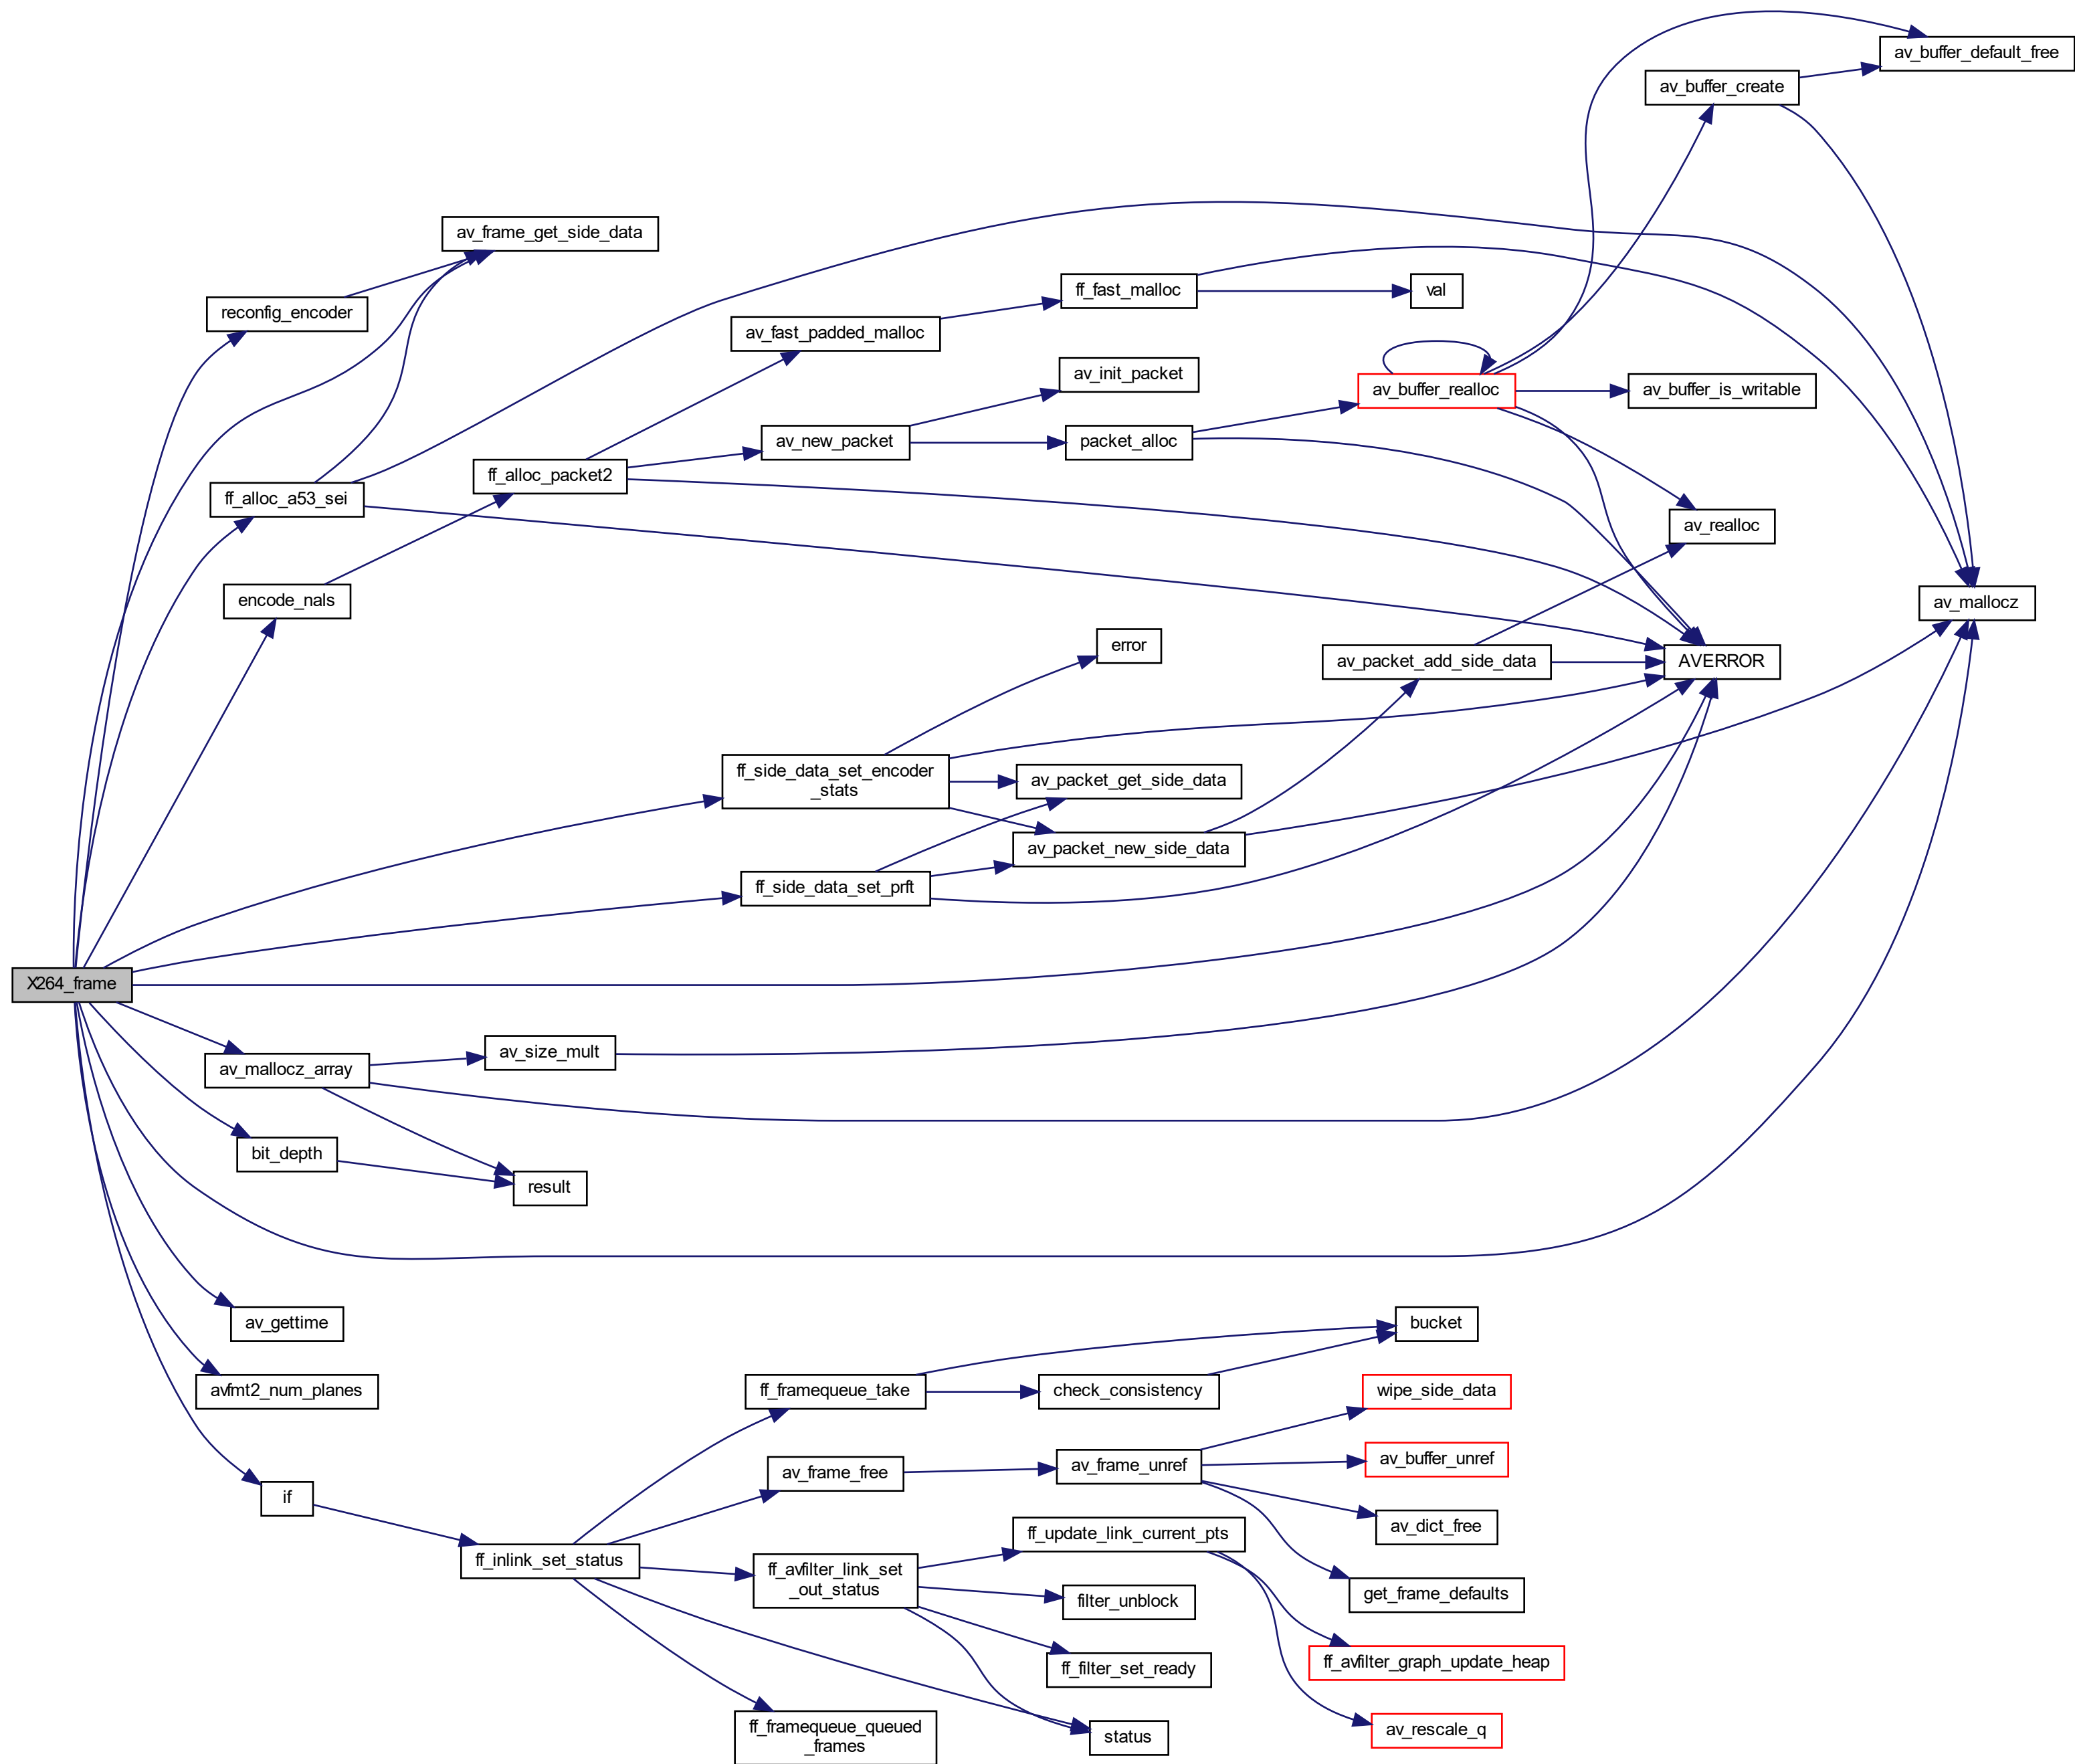 av_buffer_default_free
av_buffer_create
av_frame_get_side_data
ff_fast_malloc
val
reconfig_encoder
av_fast_padded_malloc
av_init_packet
av_buffer_realloc
av_buffer_is_writable
av_new_packet
packet_alloc
ff_alloc_packet2
ff_alloc_a53_sei
av_realloc
encode_nals
av_mallocz
error
av_packet_add_side_data
AVERROR
ff_side_data_set_encoder
_stats
av_packet_get_side_data
av_packet_new_side_data
ff_side_data_set_prft
X264_frame
av_size_mult
av_mallocz_array
bit_depth
result
av_gettime
bucket
avfmt2_num_planes
ff_framequeue_take
check_consistency
wipe_side_data
av_frame_free
av_frame_unref
av_buffer_unref
if
av_dict_free
ff_update_link_current_pts
ff_inlink_set_status
ff_avfilter_link_set
_out_status
filter_unblock
get_frame_defaults
ff_filter_set_ready
ff_avfilter_graph_update_heap
ff_framequeue_queued
_frames
status
av_rescale_q